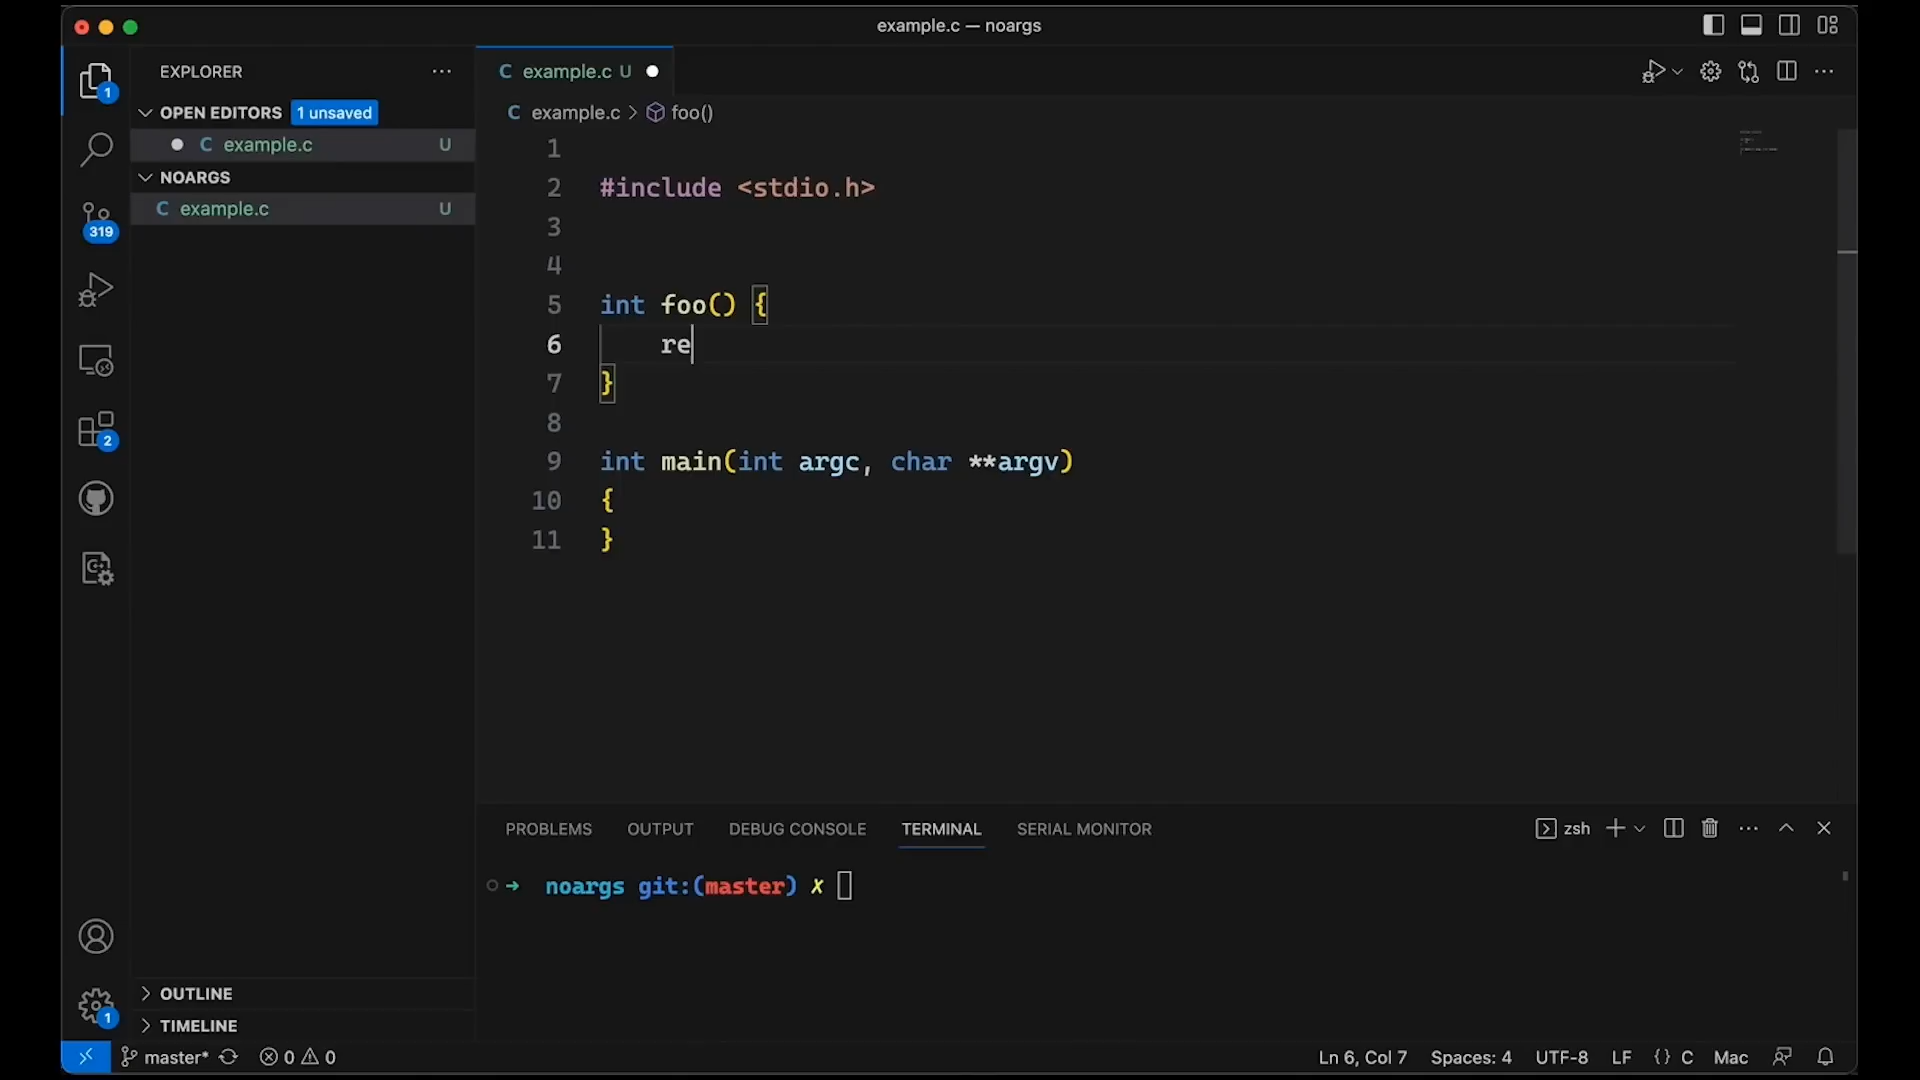 example.c — noargs
EXPLORER
OPEN EDITORS 1 unsaved
example.c U
NOARGS
example.c U
1
319
2
1
OUTLINE
TIMELINE
C example.c U
C example.c > foo()
1
2 #include <stdio.h>
3
4
5 int foo() {
6 re
7 }
8
9 int main(int argc, char **argv)
10 {
11 }
PROBLEMS OUTPUT DEBUG CONSOLE TERMINAL SERIAL MONITOR zsh
→ noargs git:(master) ✗
master* 0 0 Ln 6, Col 7 Spaces: 4 UTF-8 LF {} C Mac